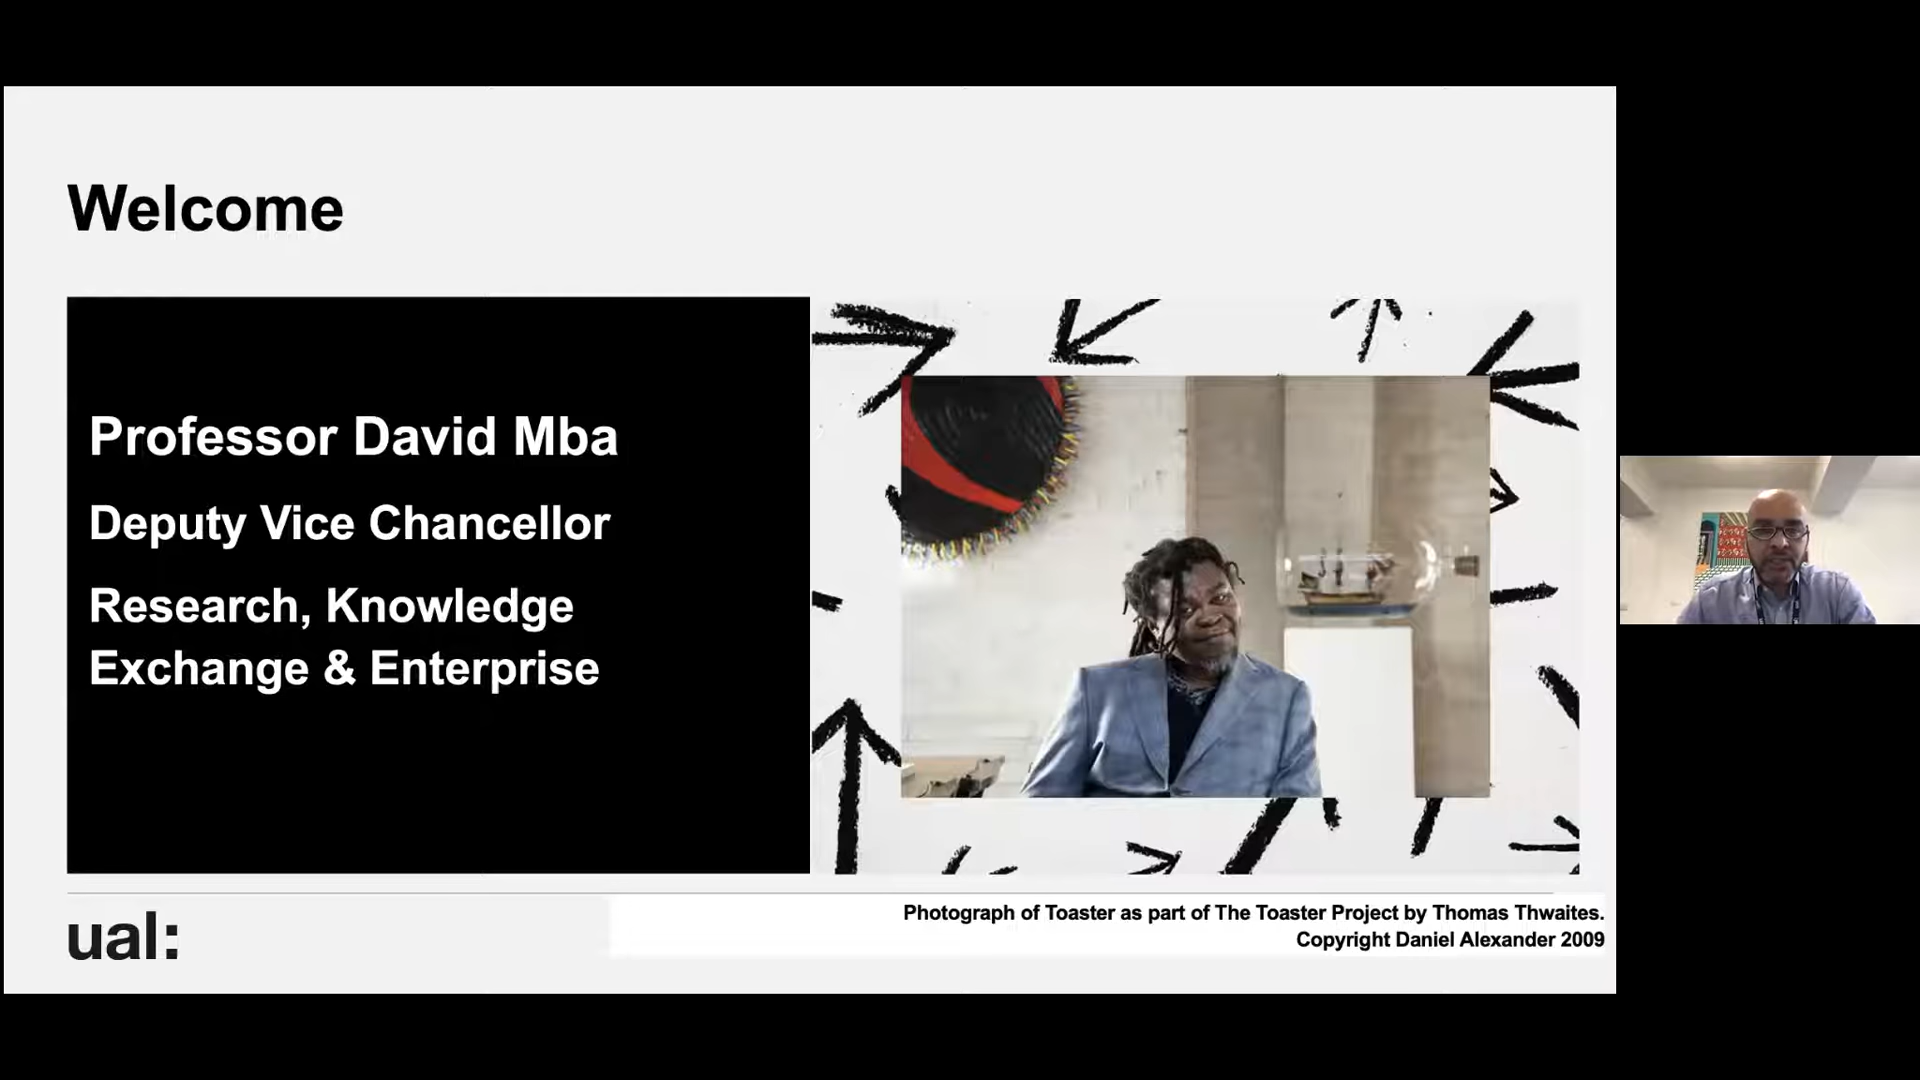 Welcome
Professor David Mba
Deputy Vice Chancellor
Research, Knowledge
Exchange & Enterprise
Photograph of Toaster as part of The Toaster Project by Thomas Thwaites.
Copyright Daniel Alexander 2009
ual: